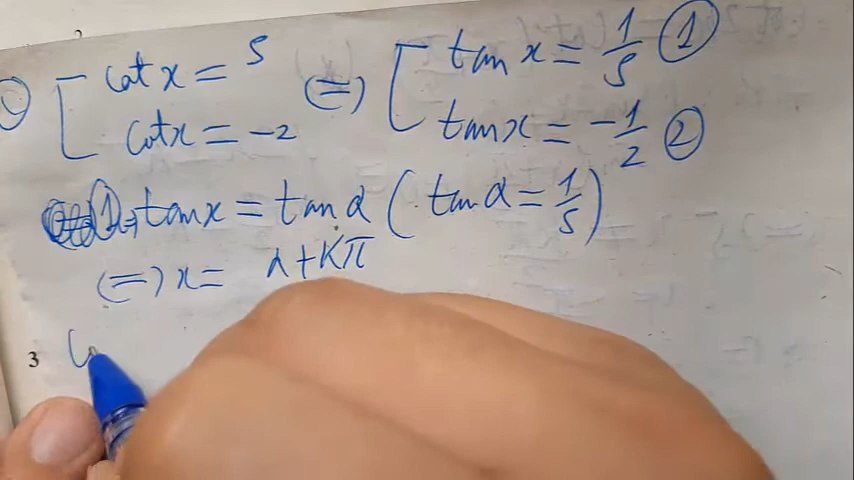 [ cot x = 5 (=) [ tan x = 1/5 ①
cot x = -2 tan x = -1/2 ②
① tan x = tan α ( tan α = 1/5 )
(=) x = α + Kπ
3